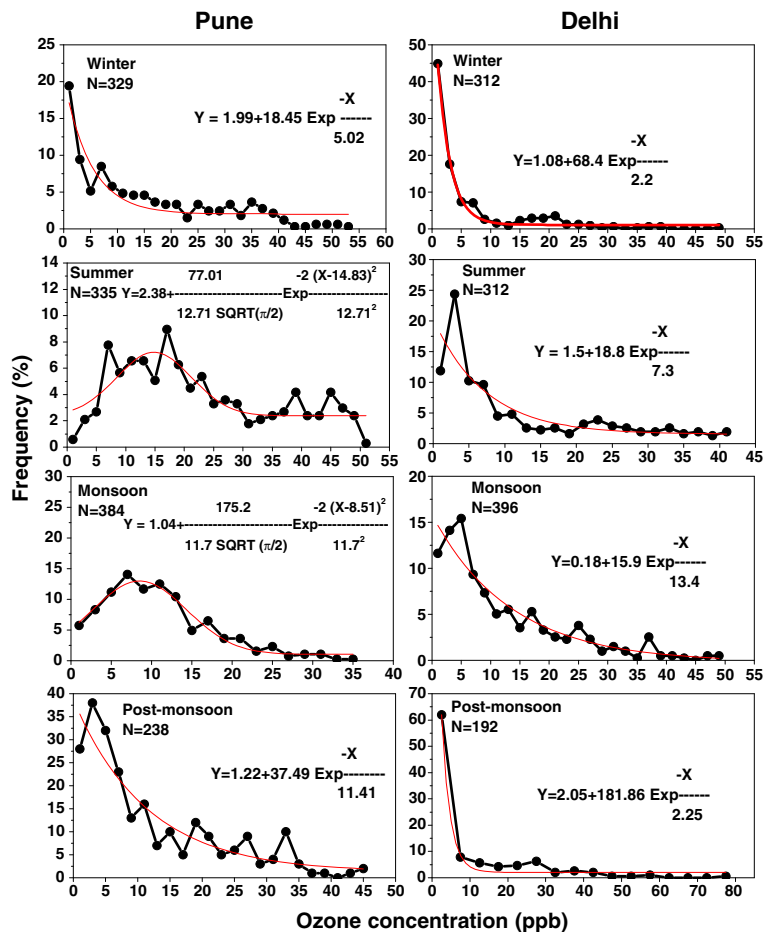 Pune
Delhi
Frequency (%)
25
20
15
10
5
0
Winter
N=329
-X
Y = 1.99+18.45 Exp ------
5.02
0 5 10 15 20 25 30 35 40 45 50 55 60
50
40
30
20
10
0
Winter
N=312
-X
Y=1.08+68.4 Exp-----
2.2
0 5 10 15 20 25 30 35 40 45 50 55
14
12
10
8
6
4
2
0
Summer 77.01 -2 (X-14.83)²
N=335 Y=2.38+------------------------Exp-----------------
12.71 SQRT(π/2) 12.71²
0 5 10 15 20 25 30 35 40 45 50 55
30
25
20
15
10
5
0
Summer
N=312
-X
Y = 1.5+18.8 Exp-----
7.3
0 5 10 15 20 25 30 35 40 45
30
25
20
15
10
5
0
Monsoon
N=384
175.2 -2 (X-8.51)²
Y = 1.04+------------------------Exp---------------
11.7 SQRT (π/2) 11.7²
0 5 10 15 20 25 30 35 40
20
15
10
5
0
Monsoon
N=396
-X
Y=0.18+15.9 Exp------
13.4
0 5 10 15 20 25 30 35 40 45 50 55
40
35
30
25
20
15
10
5
0
Post-monsoon
N=238
-X
Y=1.22+37.49 Exp---------
11.41
0 5 10 15 20 25 30 35 40 45 50
70
60
50
40
30
20
10
0
Post-monsoon
N=192
-X
Y=2.05+181.86 Exp------
2.25
0 10 20 30 40 50 60 70 80
Ozone concentration (ppb)